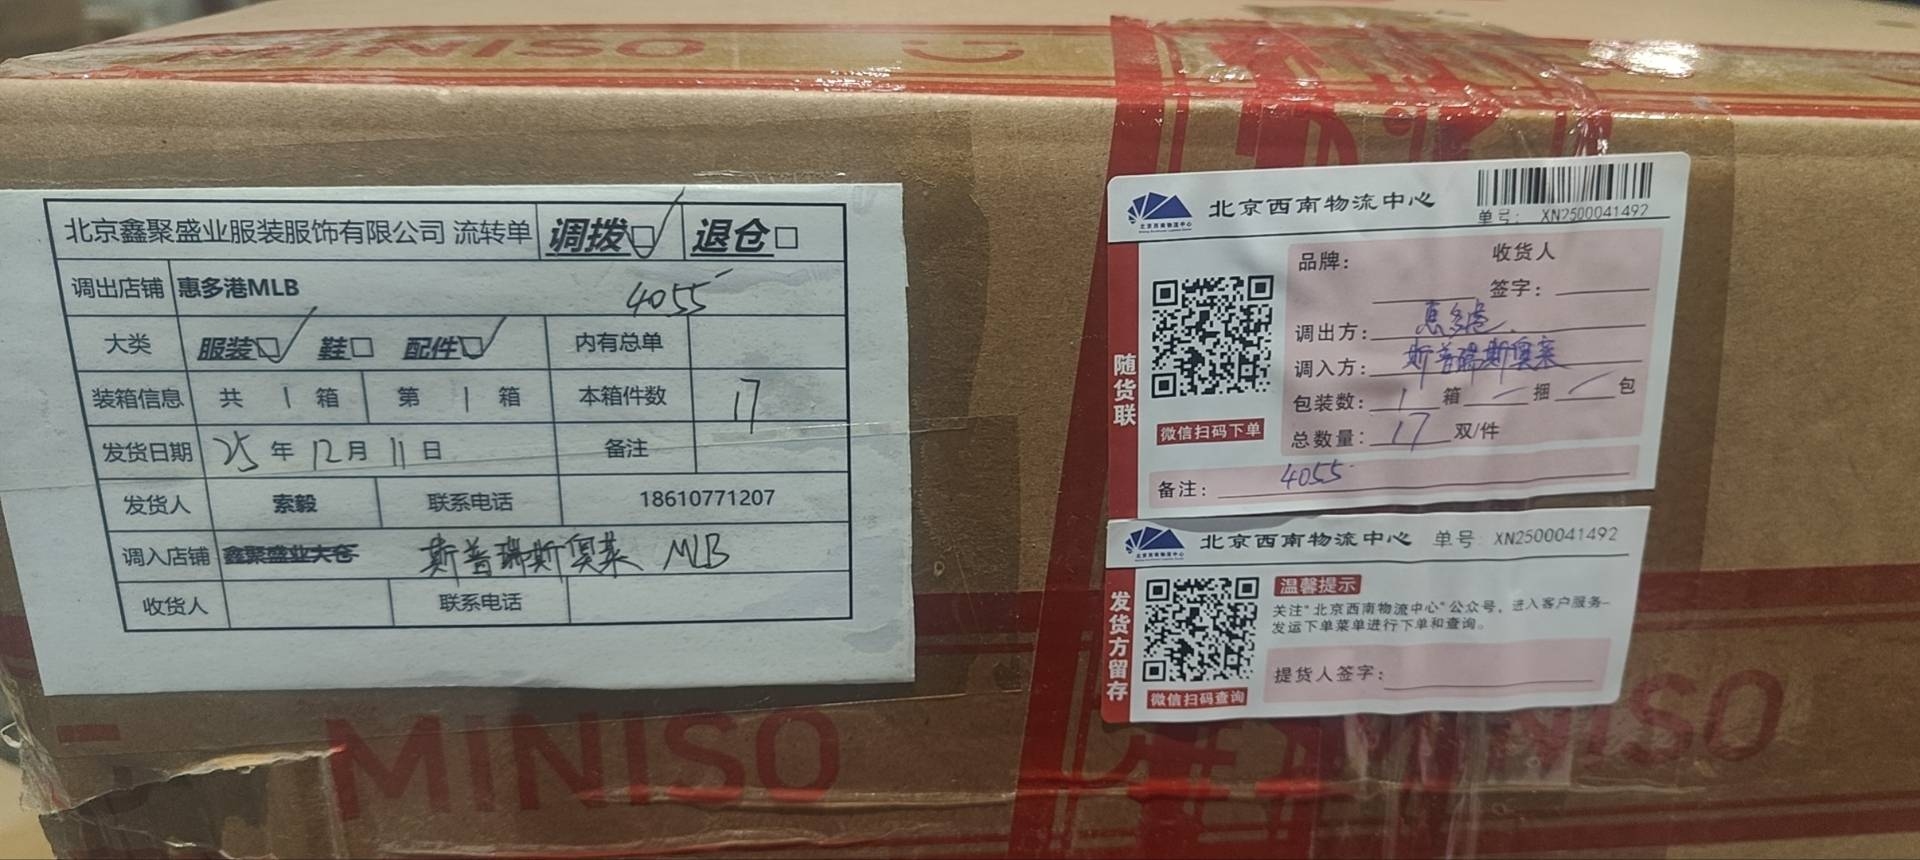 MINISO
北京鑫聚盛业服装服饰有限公司 流转单 调拨☑ 退仓□
调出店铺 惠多港MLB 4055
大类 服装☑ 鞋□ 配件☑ 内有总单
装箱信息 共 1 箱 第 1 箱 本箱件数 17
发货日期 25 年 12 月 11 日 备注
发货人 索毅 联系电话 18610771207
调入店铺 鑫聚盛业大仓 斯普瑞斯奥莱 MLB
收货人 联系电话
北京西南物流中心
单号: XN2500041492
品牌: 收货人
签字:
调出方: 惠多港
调入方: 斯普瑞斯奥莱
包装数: 1 箱 — 捆 — 包
总数量: 17 双/件
备注: 4055
随货联
微信扫码下单
北京西南物流中心 单号 XN2500041492
温馨提示
关注"北京西南物流中心"公众号,进入客户服务-
发运下单菜单进行下单和查询。
提货人签字:
发货方留存
微信扫码查询
MINISO
NISO